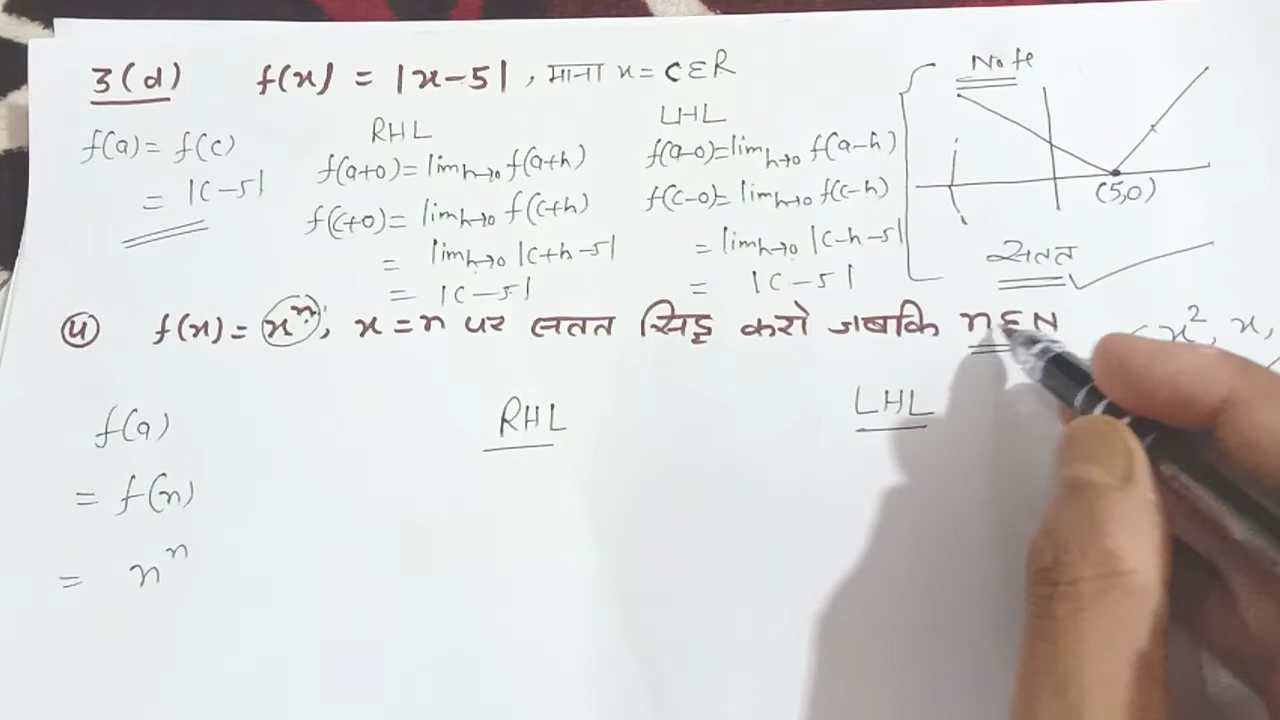 3(d) f(x) = |x-5| , माना x = C ε R
f(a) = f(c)
= |C-5|
RHL
f(a+0) = lim h→0 f(a+h)
f(c+0) = lim h→0 f(c+h)
= lim h→0 |C+h-5|
= |C-5|
LHL
f(a-0) = lim h→0 f(a-h)
f(c-0) = lim h→0 f(c-h)
= lim h→0 |C-h-5|
= |C-5|
Note
(5,0)
सतत
④ f(x) = xⁿ, x = n पर सतत सिद्ध करो जबकि n ε N
x², x,
f(a)
= f(n)
= nⁿ
RHL
LHL